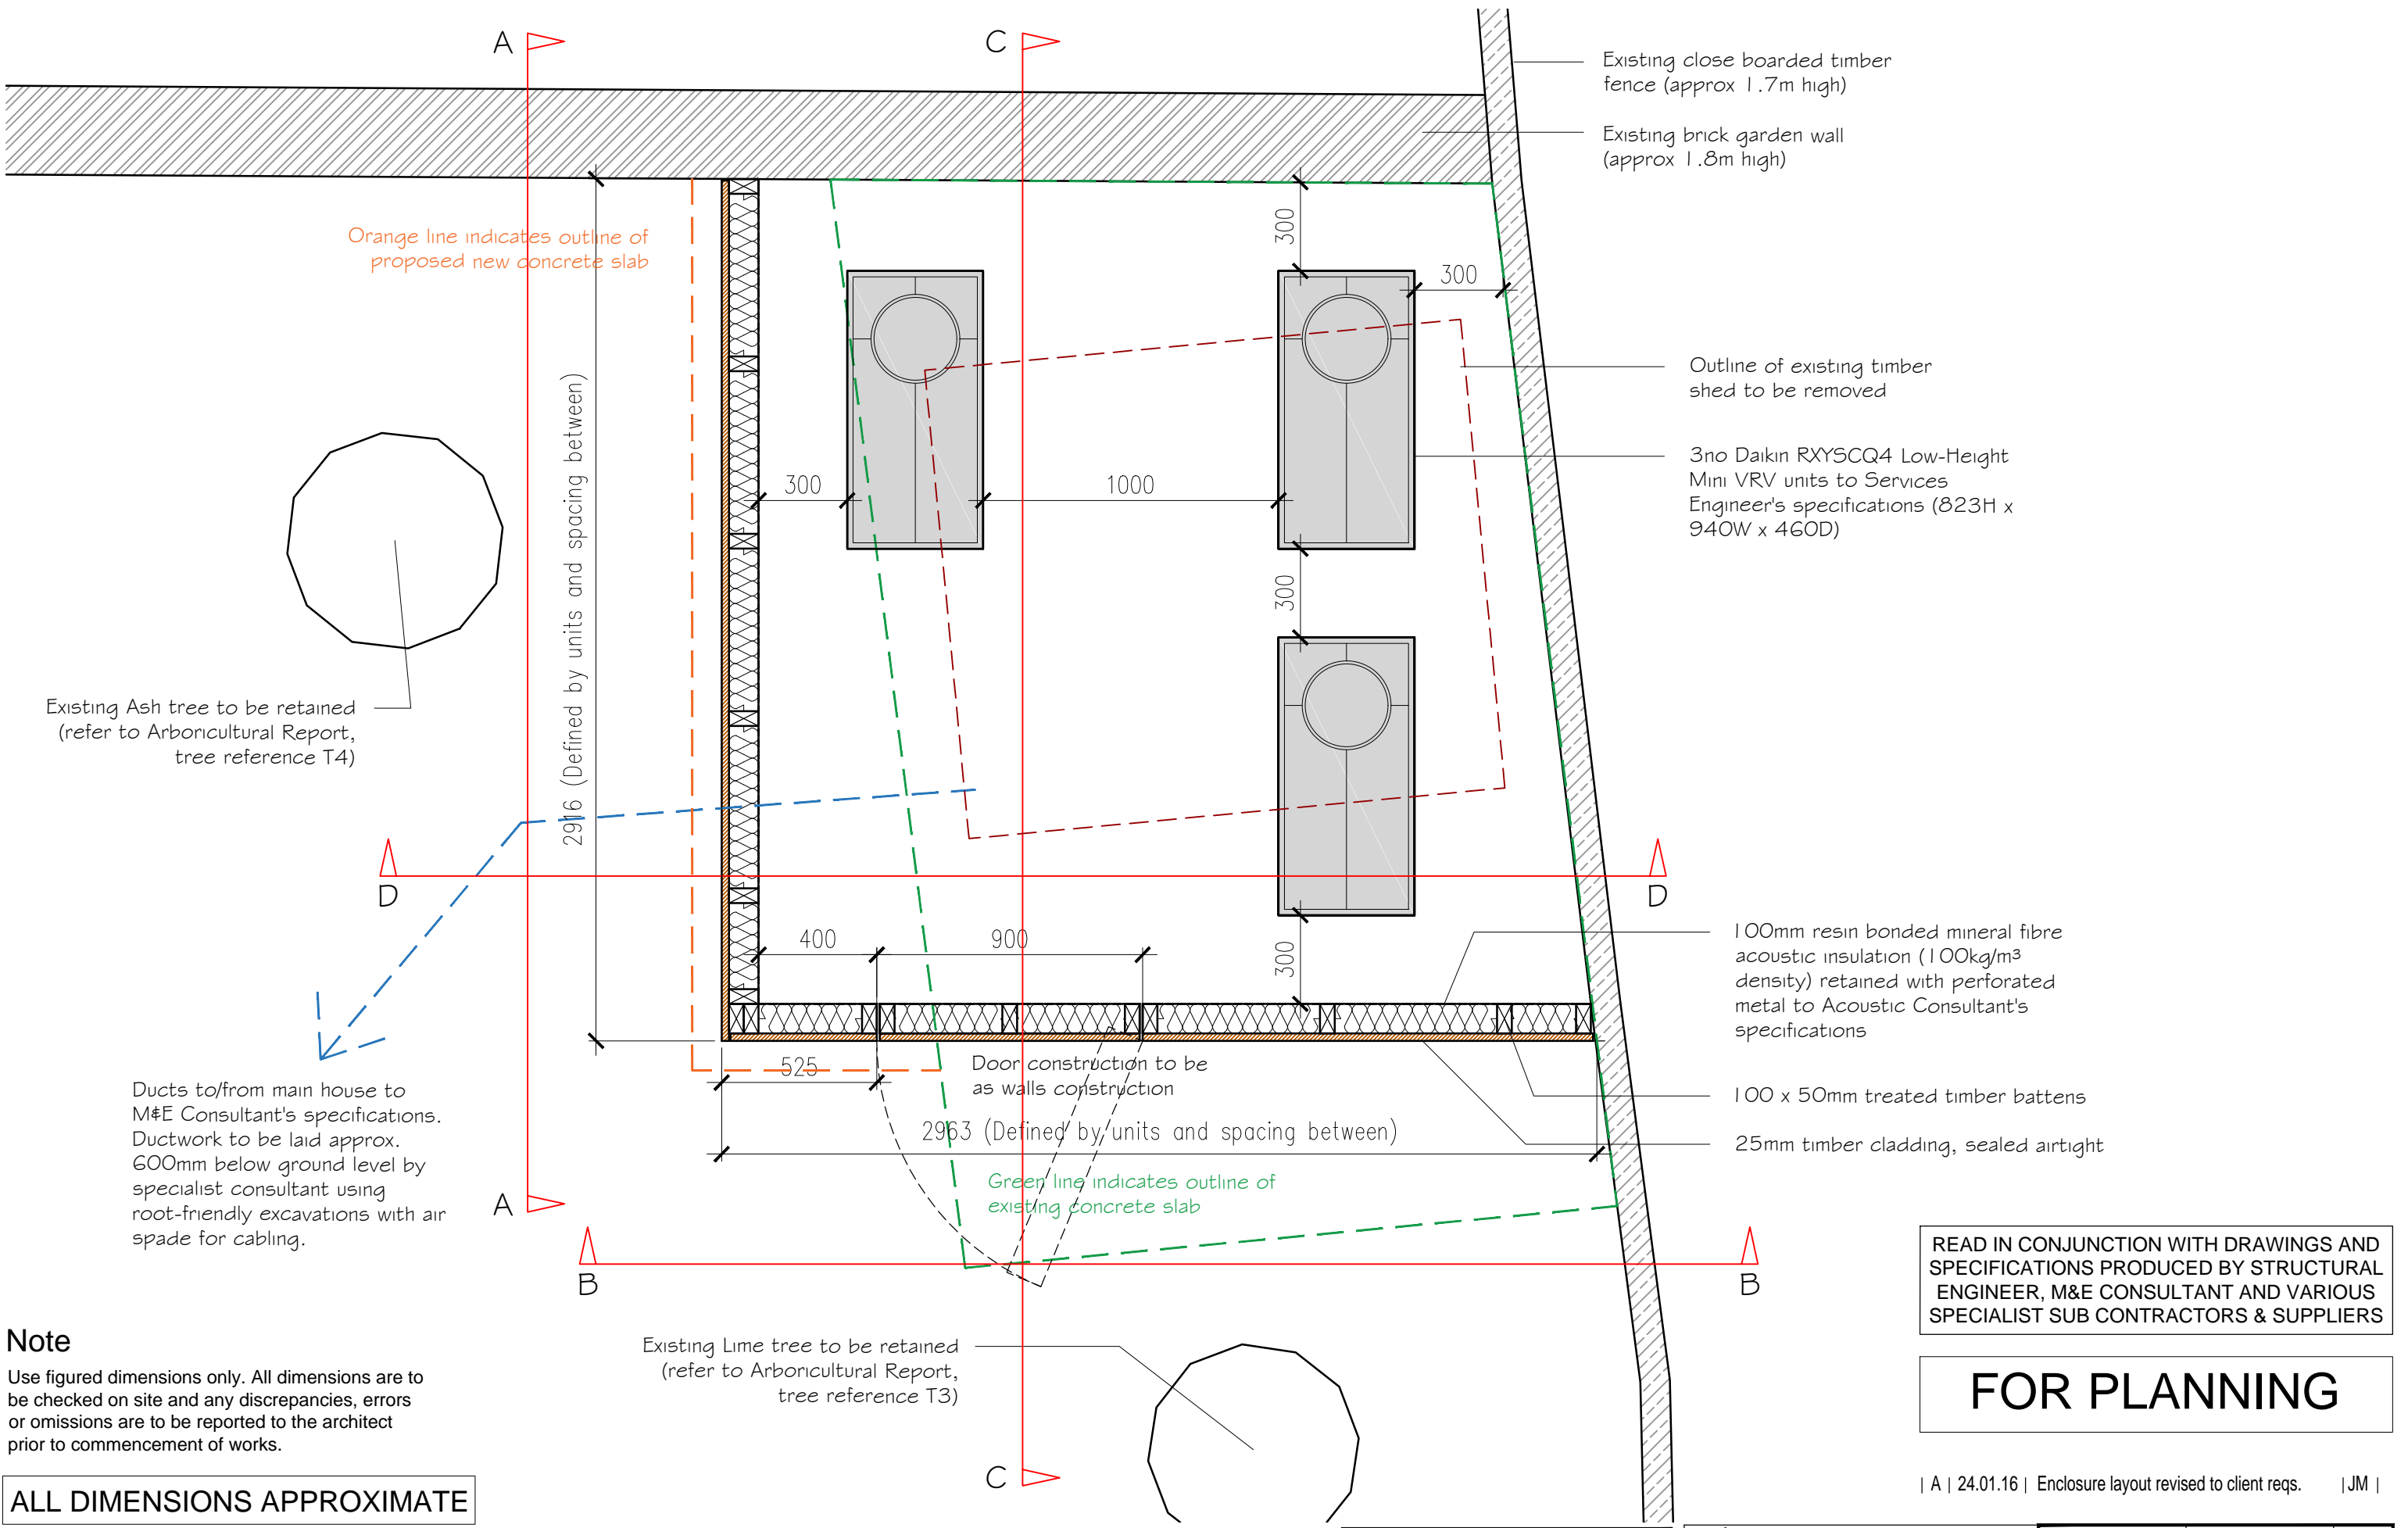 A
C
Existing close boarded timber
fence (approx 1.7m high)
Existing brick garden wall
(approx 1.8m high)
Orange line indicates outline of
proposed new concrete slab
300
300
Outline of existing timber
shed to be removed
2916 (Defined by units and spacing between)
3no Daikin RXYSCQ4 Low-Height
Mini VRV units to Services
Engineer's specifications (823H x
940W x 460D)
300
1000
300
Existing Ash tree to be retained
(refer to Arboricultural Report,
tree reference T4)
D
D
400
900
300
100mm resin bonded mineral fibre
acoustic insulation (100kg/m³
density) retained with perforated
metal to Acoustic Consultant's
specifications
525
Door construction to be
as walls construction
100 x 50mm treated timber battens
2963 (Defined by units and spacing between)
25mm timber cladding, sealed airtight
Ducts to/from main house to
M&E Consultant's specifications.
Ductwork to be laid approx.
600mm below ground level by
specialist consultant using
root-friendly excavations with air
spade for cabling.
Green line indicates outline of
existing concrete slab
A
B
B
READ IN CONJUNCTION WITH DRAWINGS AND
SPECIFICATIONS PRODUCED BY STRUCTURAL
ENGINEER, M&E CONSULTANT AND VARIOUS
SPECIALIST SUB CONTRACTORS & SUPPLIERS
Note
Use figured dimensions only. All dimensions are to
be checked on site and any discrepancies, errors
or omissions are to be reported to the architect
prior to commencement of works.
Existing Lime tree to be retained
(refer to Arboricultural Report,
tree reference T3)
FOR PLANNING
C
ALL DIMENSIONS APPROXIMATE
| A | 24.01.16 | Enclosure layout revised to client reqs. | JM |